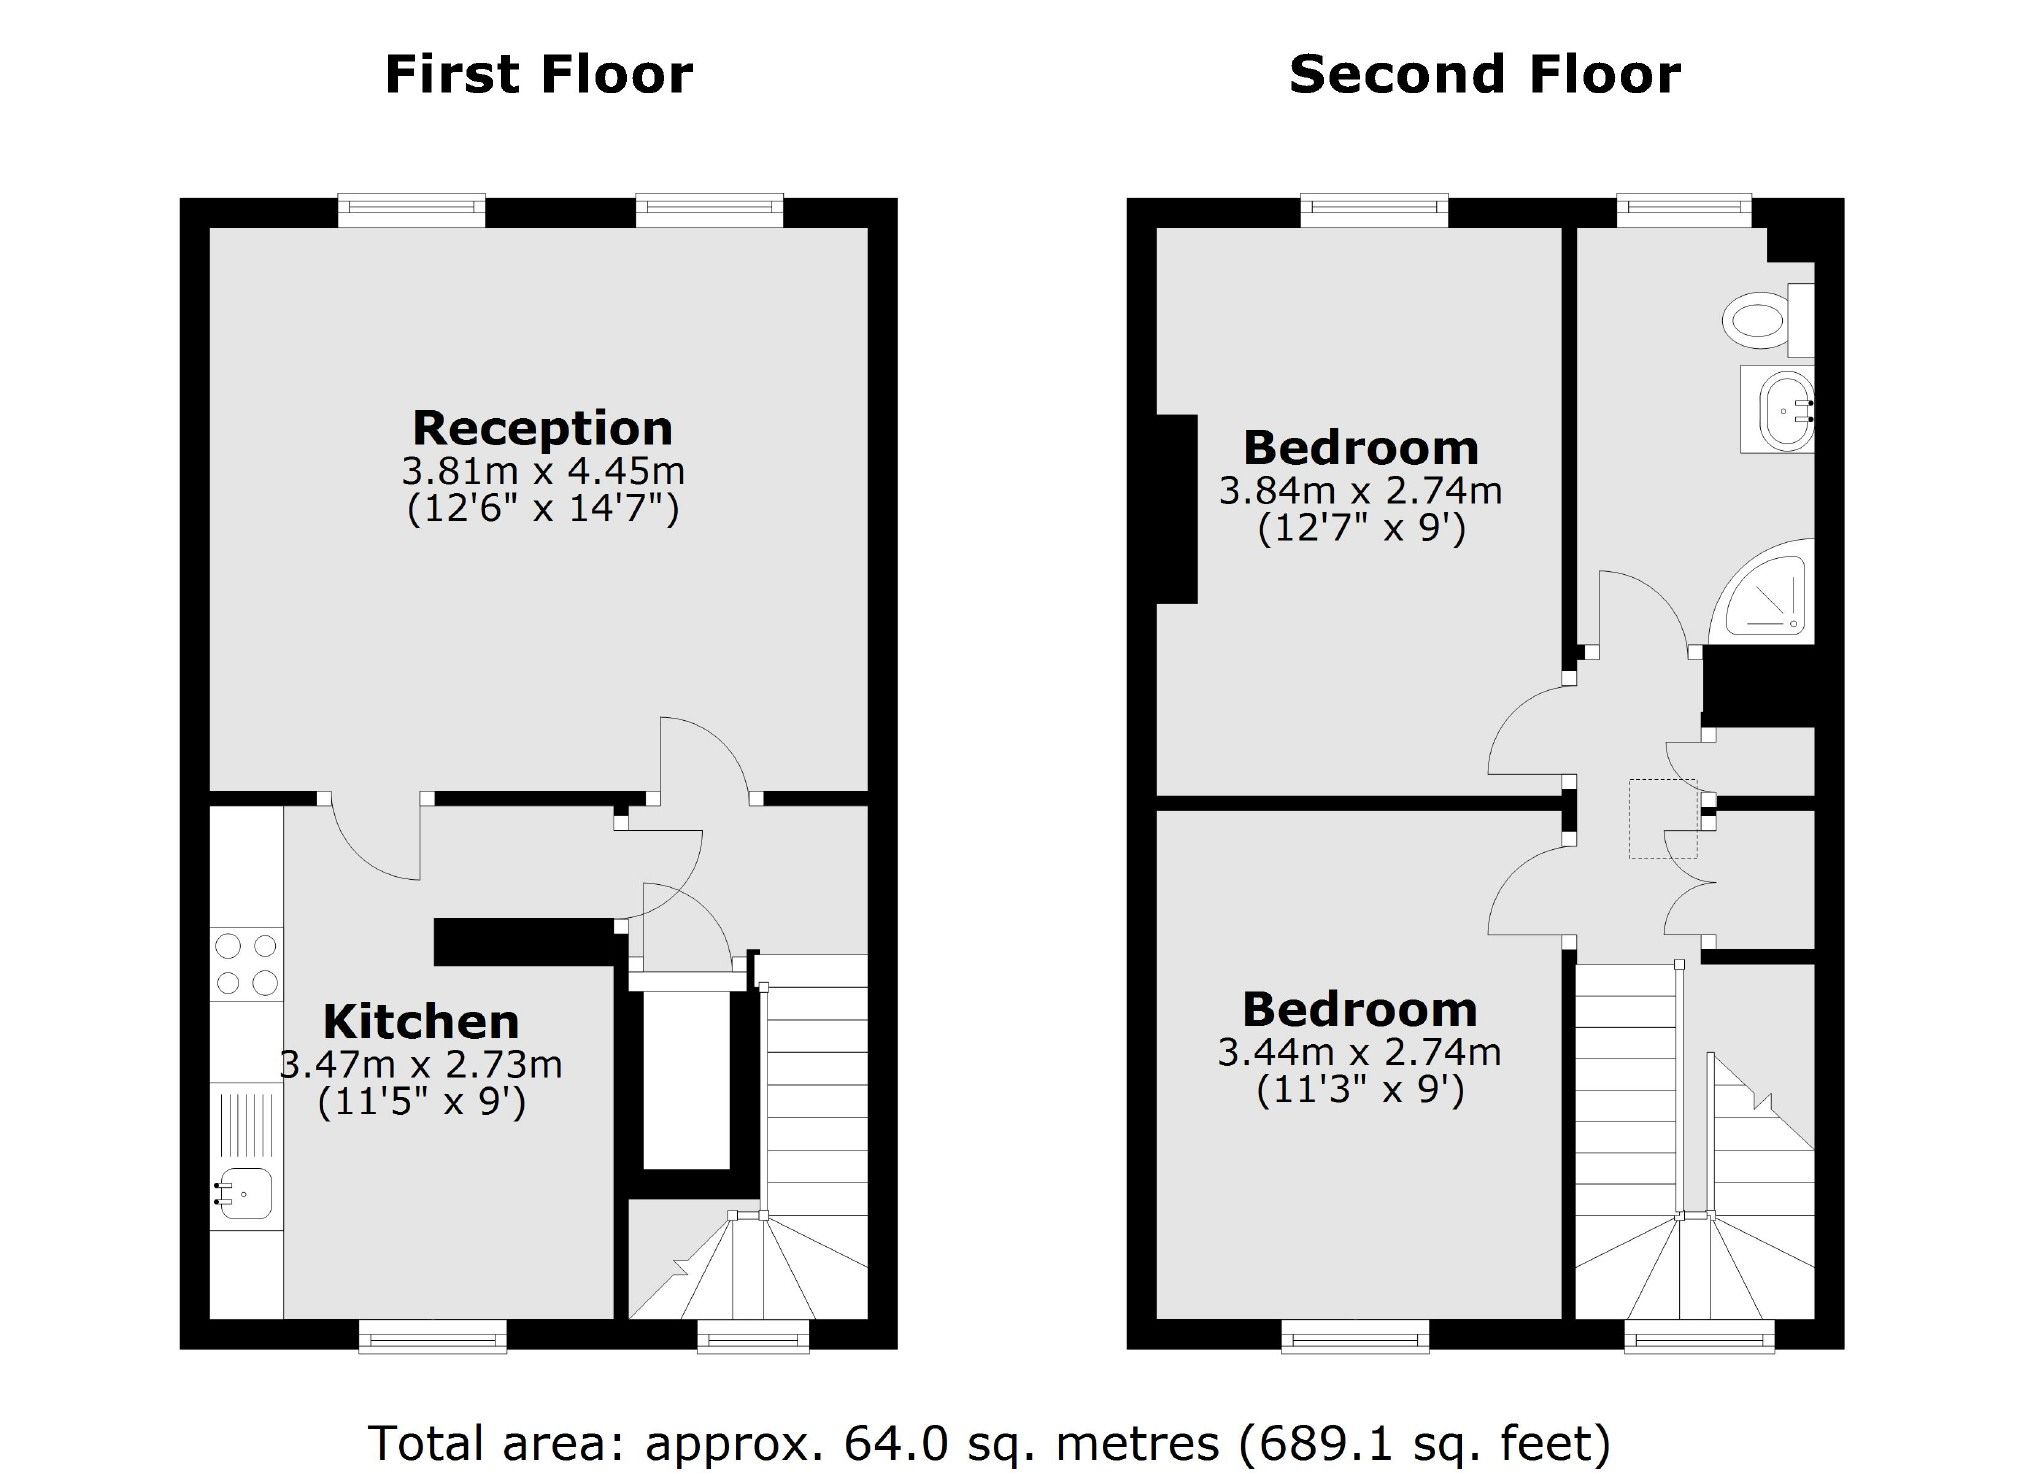 First Floor
Second Floor
Reception
3.81m x 4.45m
(12'6" x 14'7")
Kitchen
3.47m x 2.73m
(11'5" x 9')
Bedroom
3.84m x 2.74m
(12'7" x 9')
Bedroom
3.44m x 2.74m
(11'3" x 9')
Total area: approx. 64.0 sq. metres (689.1 sq. feet)